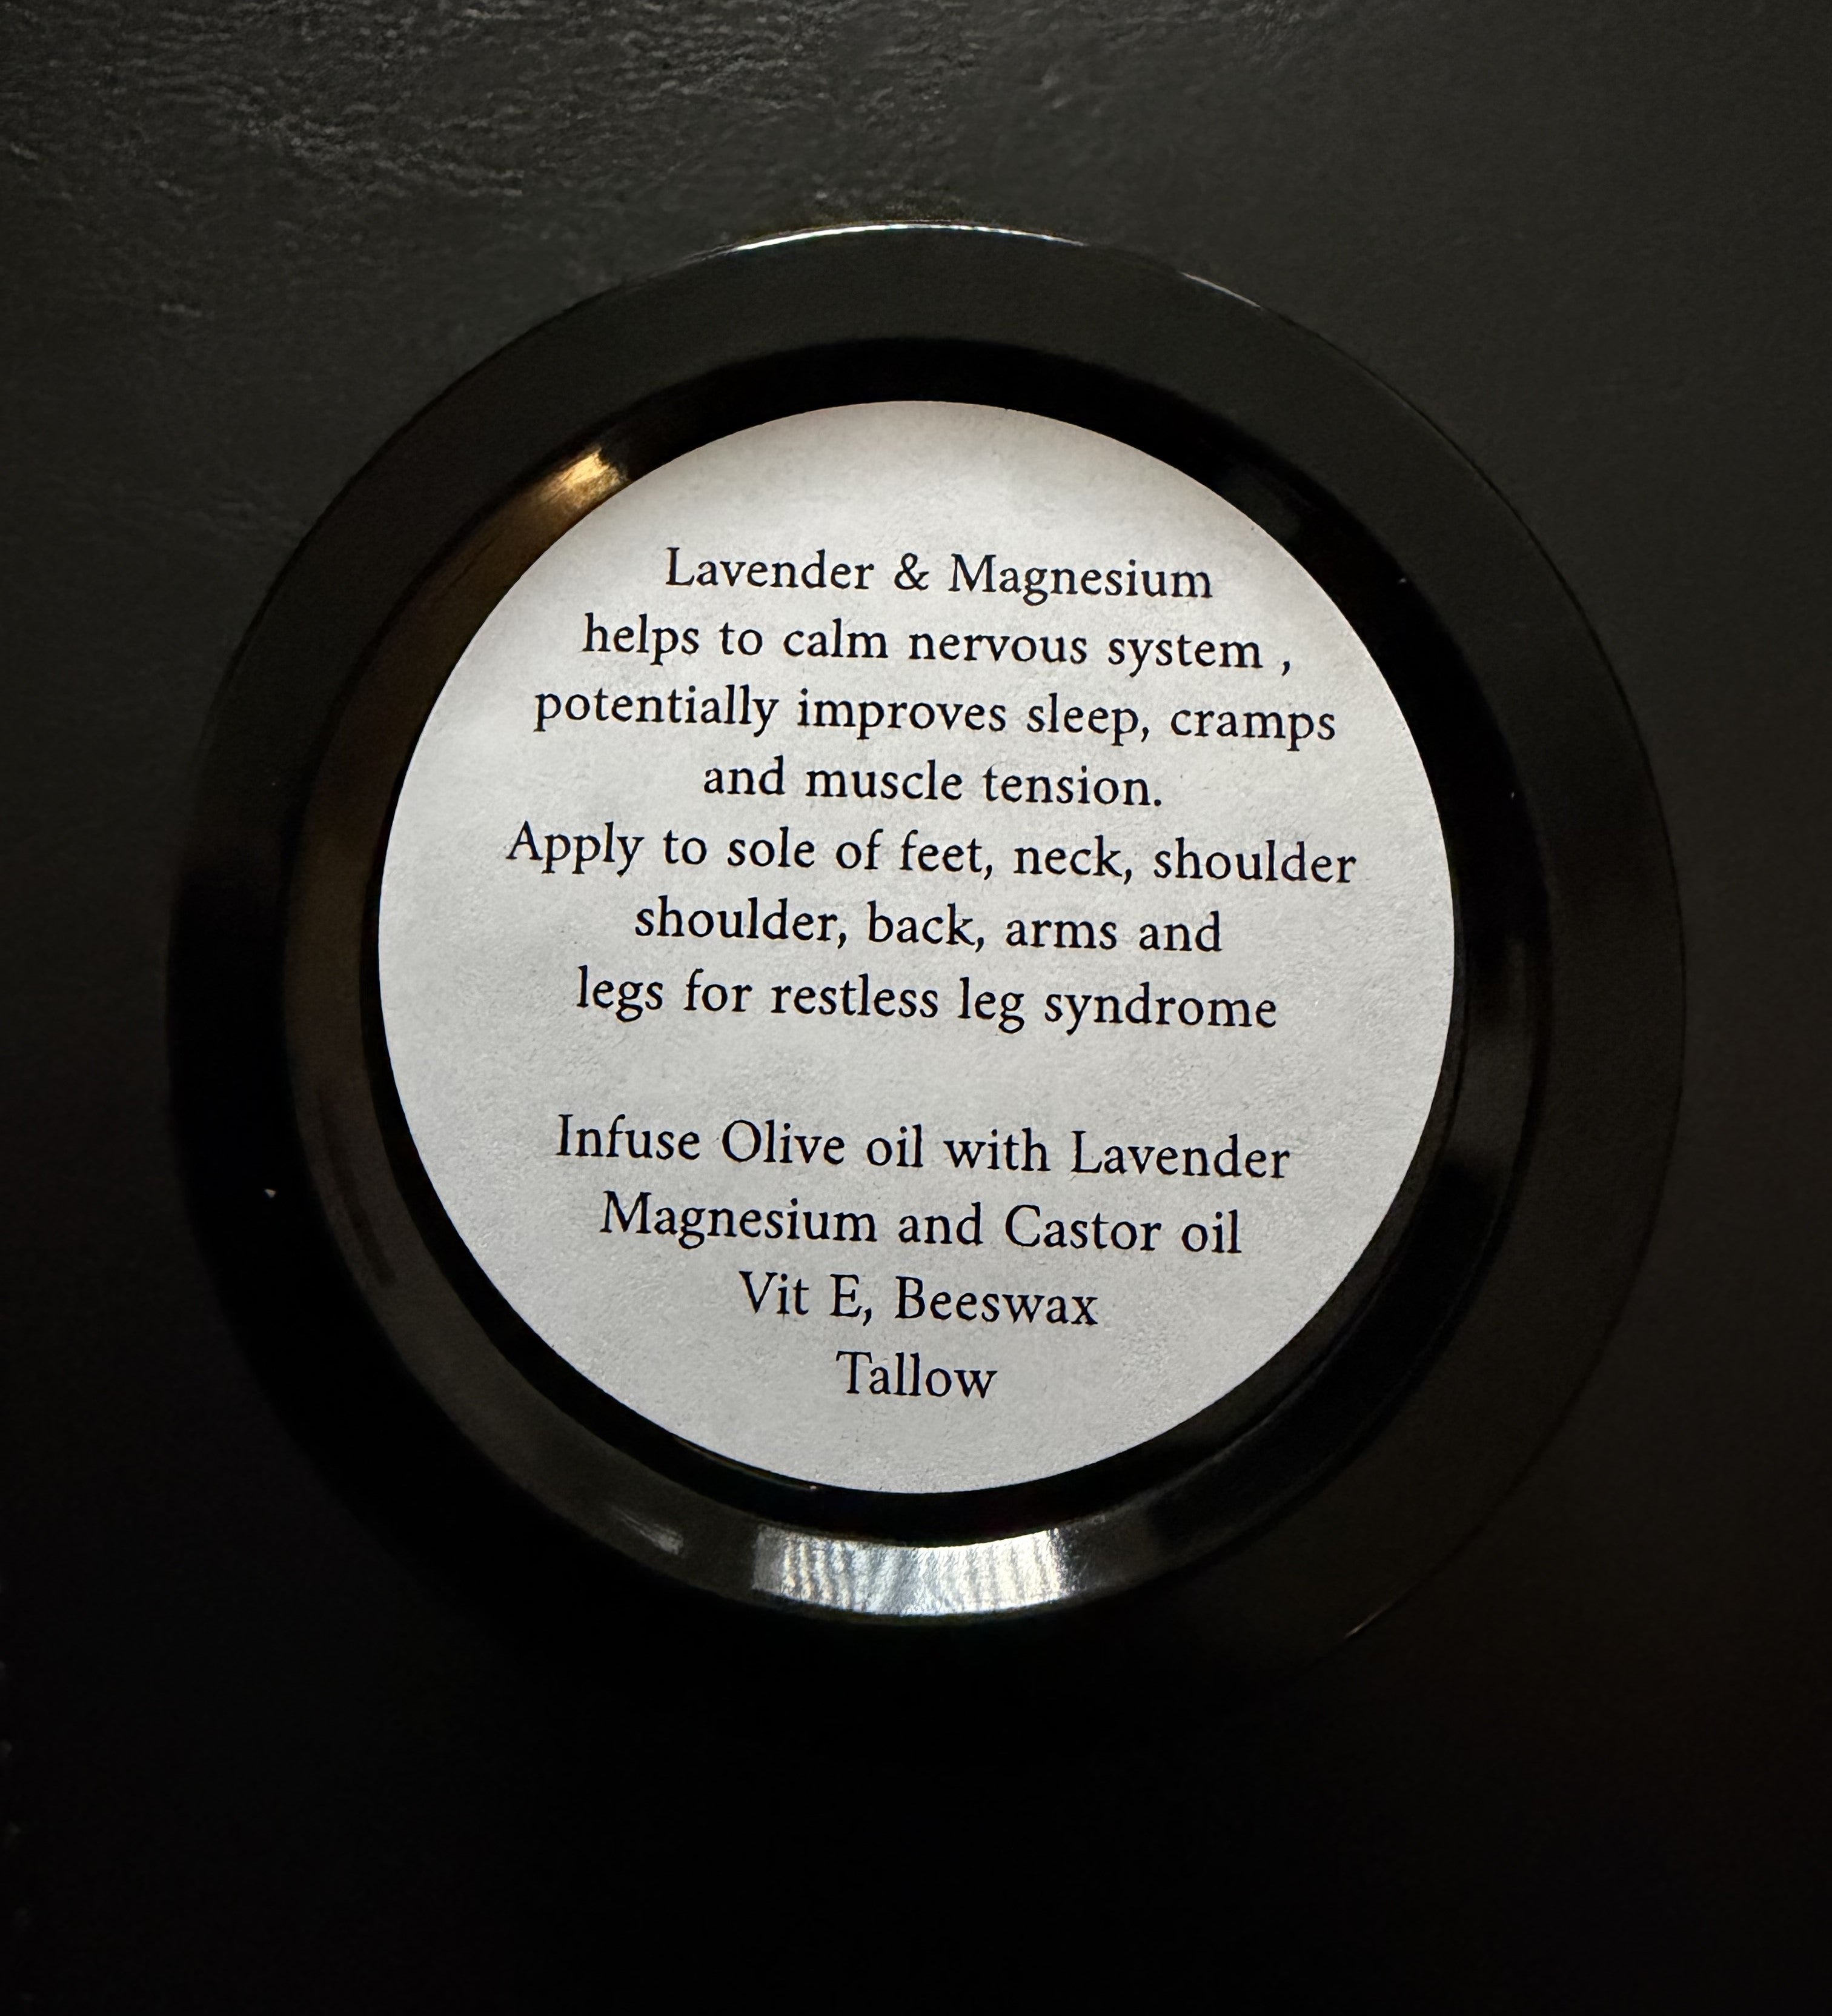 Lavender & Magnesium
helps to calm nervous system ,
potentially improves sleep, cramps
and muscle tension.
Apply to sole of feet, neck, shoulder
shoulder, back, arms and
legs for restless leg syndrome
Infuse Olive oil with Lavender
Magnesium and Castor oil
Vit E, Beeswax
Tallow